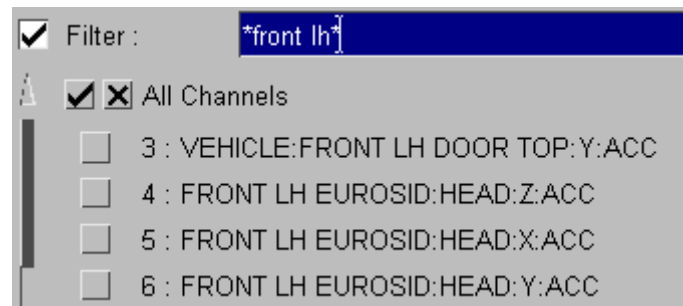 Filter : *front lh*
All Channels
3 : VEHICLE:FRONT LH DOOR TOP:Y:ACC
4 : FRONT LH EUROSID:HEAD:Z:ACC
5 : FRONT LH EUROSID:HEAD:X:ACC
6 : FRONT LH EUROSID:HEAD:Y:ACC